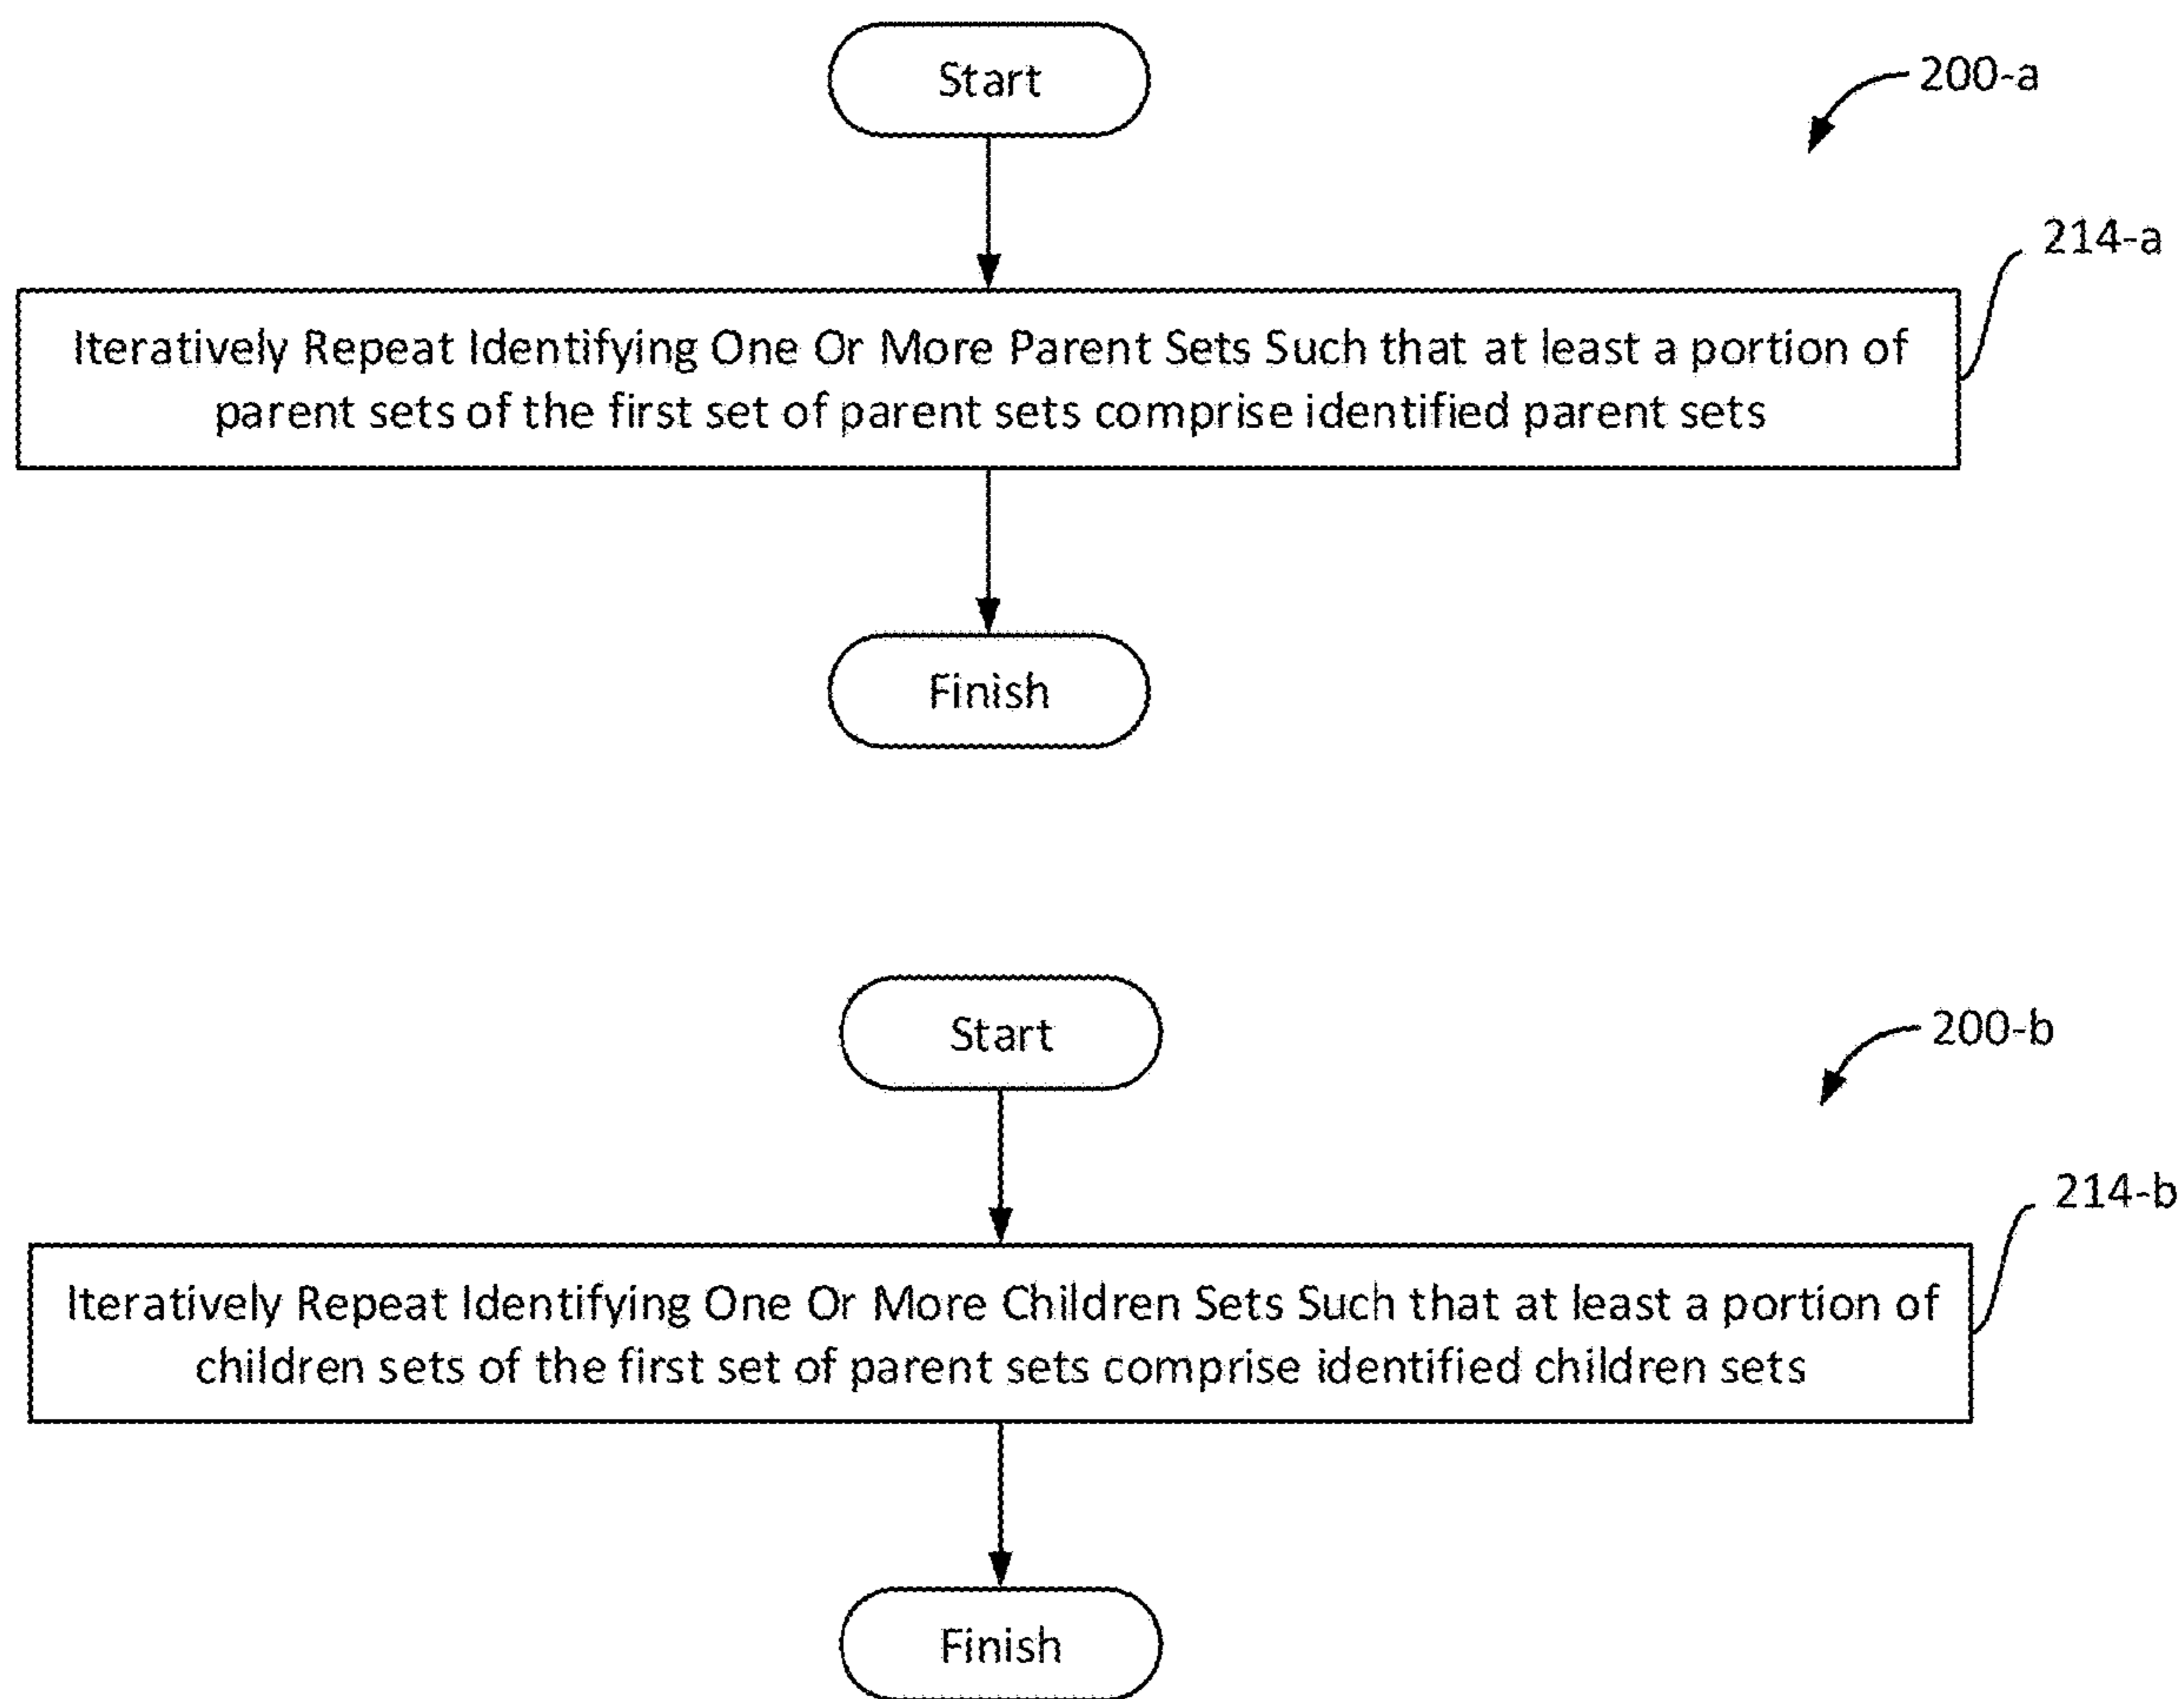 Start
200-a
214-a
Iteratively Repeat Identifying One Or More Parent Sets Such that at least a portion of
parent sets of the first set of parent sets comprise identified parent sets
Finish
Start
200-b
214-b
Iteratively Repeat Identifying One Or More Children Sets Such that at least a portion of
children sets of the first set of parent sets comprise identified children sets
Finish